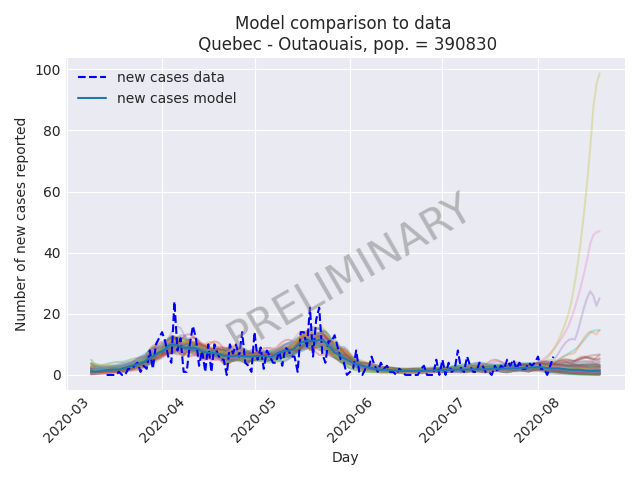 Model comparison to data
Quebec - Outaouais, pop. = 390830
new cases data
new cases model
PRELIMINARY
Number of new cases reported
100
80
60
40
20
0
2020-03
2020-04
2020-05
2020-06
2020-07
2020-08
Day